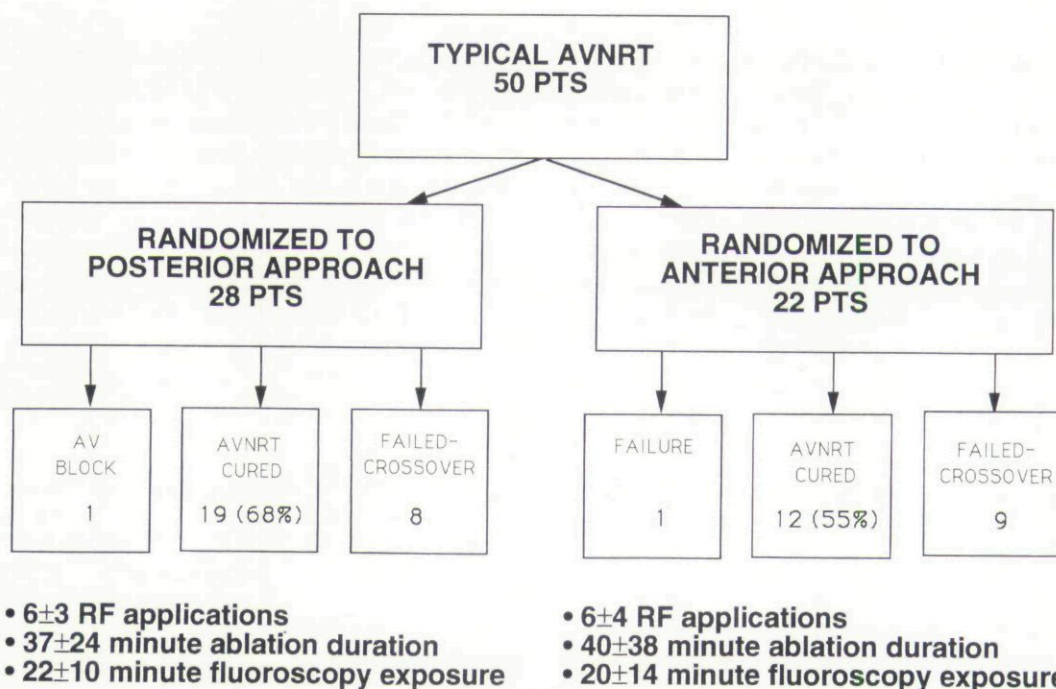 TYPICAL AVNRT
50 PTS
RANDOMIZED TO
POSTERIOR APPROACH
28 PTS
RANDOMIZED TO
ANTERIOR APPROACH
22 PTS
AV
BLOCK
1
AVNRT
CURED
19 (68%)
FAILED-
CROSSOVER
8
FAILURE
1
AVNRT
CURED
12 (55%)
FAILED-
CROSSOVER
9
• 6±3 RF applications
• 37±24 minute ablation duration
• 22±10 minute fluoroscopy exposure
• 6±4 RF applications
• 40±38 minute ablation duration
• 20±14 minute fluoroscopy exposure